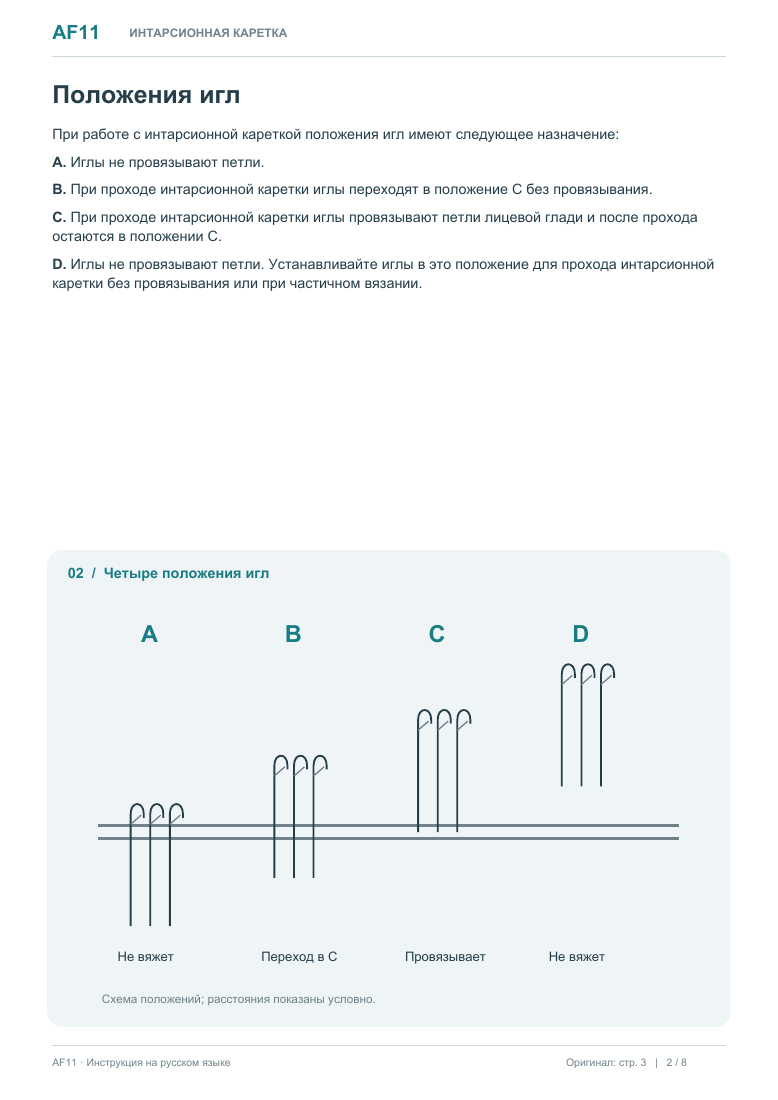 AF11 ИНТАРСИОННАЯ КАРЕТКА
Положения игл
При работе с интарсионной кареткой положения игл имеют следующее назначение:
A. Иглы не провязывают петли.
B. При проходе интарсионной каретки иглы переходят в положение C без провязывания.
C. При проходе интарсионной каретки иглы провязывают петли лицевой глади и после прохода
остаются в положении C.
D. Иглы не провязывают петли. Устанавливайте иглы в это положение для прохода интарсионной
каретки без провязывания или при частичном вязании.
02 / Четыре положения игл
A B C D
Не вяжет Переход в C Провязывает Не вяжет
Схема положений; расстояния показаны условно.
AF11 · Инструкция на русском языке Оригинал: стр. 3 | 2 / 8